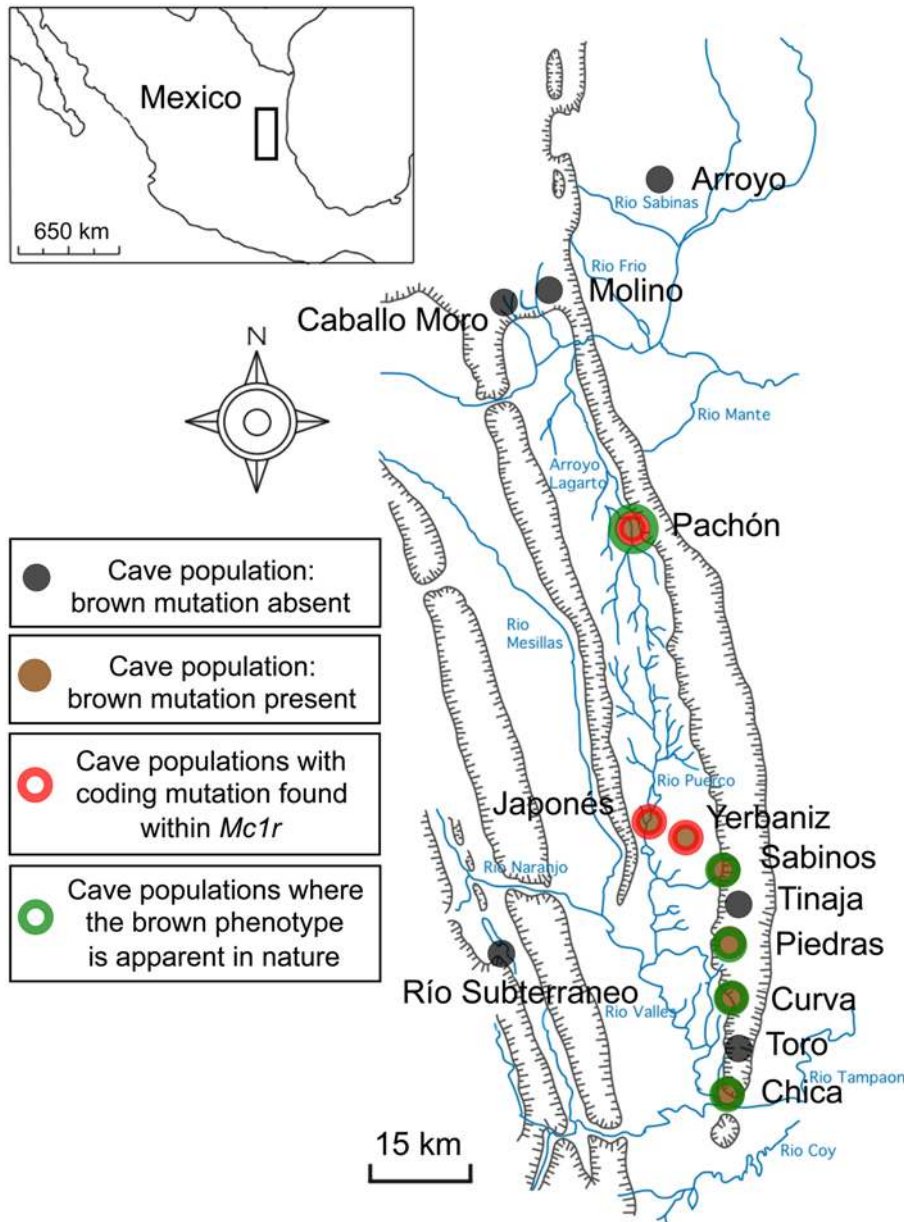 Mexico
650 km
Arroyo
Rio Sabinas
Rio Frio
Molino
Caballo Moro
N
Rio Mante
Arroyo
Lagarto
Pachón
Cave population:
brown mutation absent
Rio
Mesillas
Cave population:
brown mutation present
Cave populations with
coding mutation found
within Mc1r
Rio Puerco
Japonés
Yerbaniz
Sabinos
Rio Naranjo
Tinaja
Cave populations where
the brown phenotype
is apparent in nature
Piedras
Río Subterraneo
Curva
Rio Valles
Toro
Rio Tampaon
Chica
15 km
Rio Coy